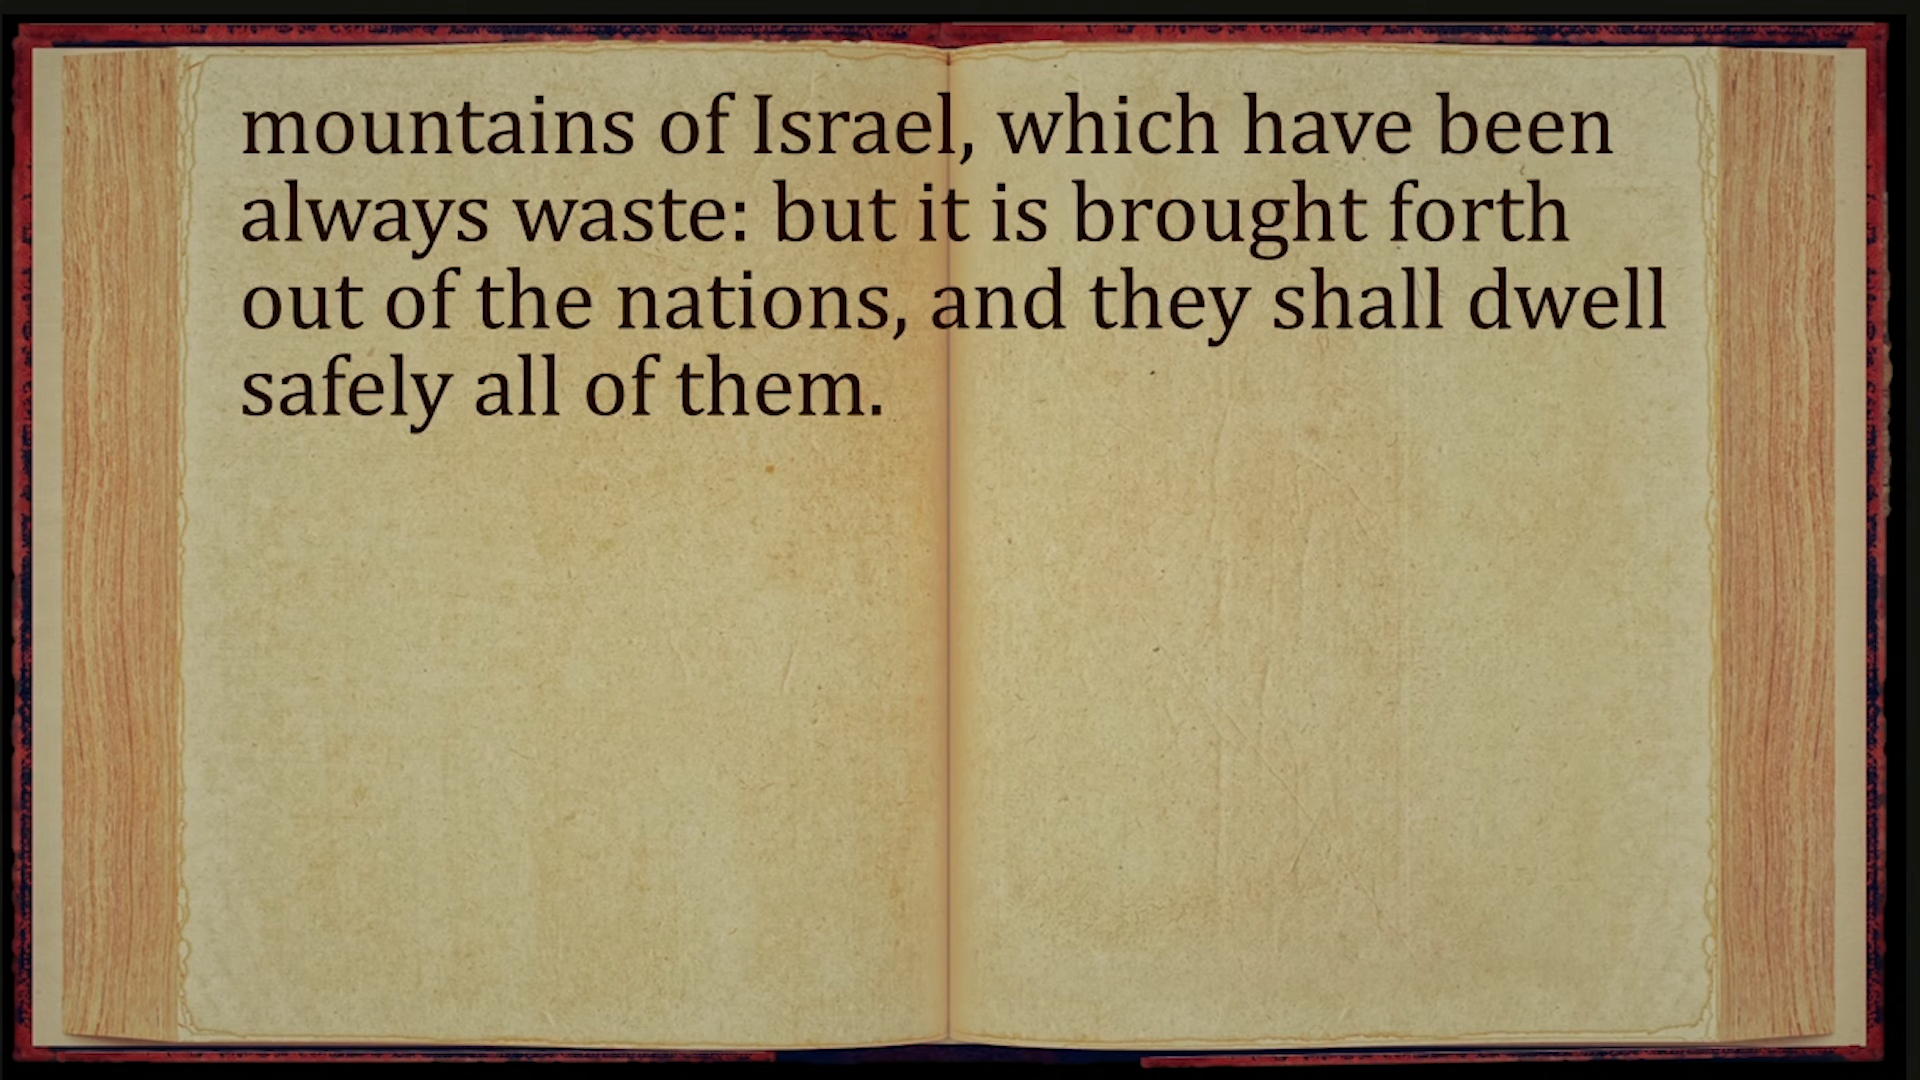 mountains of Israel, which have been
always waste: but it is brought forth
out of the nations, and they shall dwell
safely all of them.